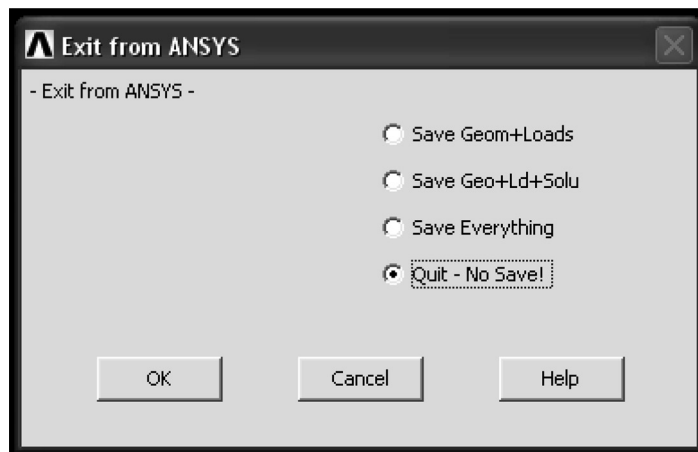 Exit from ANSYS
- Exit from ANSYS -
Save Geom+Loads
Save Geo+Ld+Solu
Save Everything
Quit - No Save!
OK Cancel Help